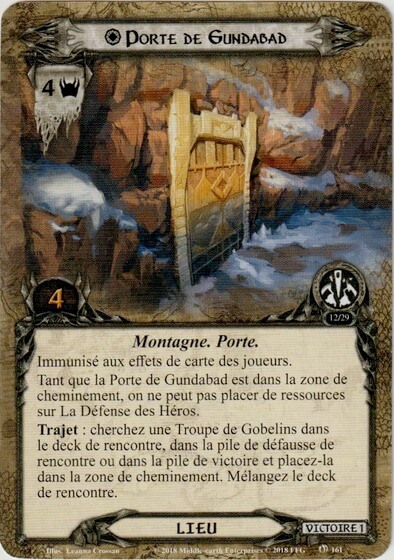 PORTE DE GUNDABAD
4
4
12/29
Montagne. Porte.
Immunisé aux effets de carte des joueurs.
Tant que la Porte de Gundabad est dans la zone de
cheminement, on ne peut pas placer de ressources
sur La Défense des Héros.
Trajet : cherchez une Troupe de Gobelins dans
le deck de rencontre, dans la pile de défausse de
rencontre ou dans la pile de victoire et placez-la
dans la zone de cheminement. Mélangez le deck
de rencontre.
LIEU
VICTOIRE 1
Illus. Leanna Crossan
© 2018 Middle-earth Enterprises © 2018 FFG
161